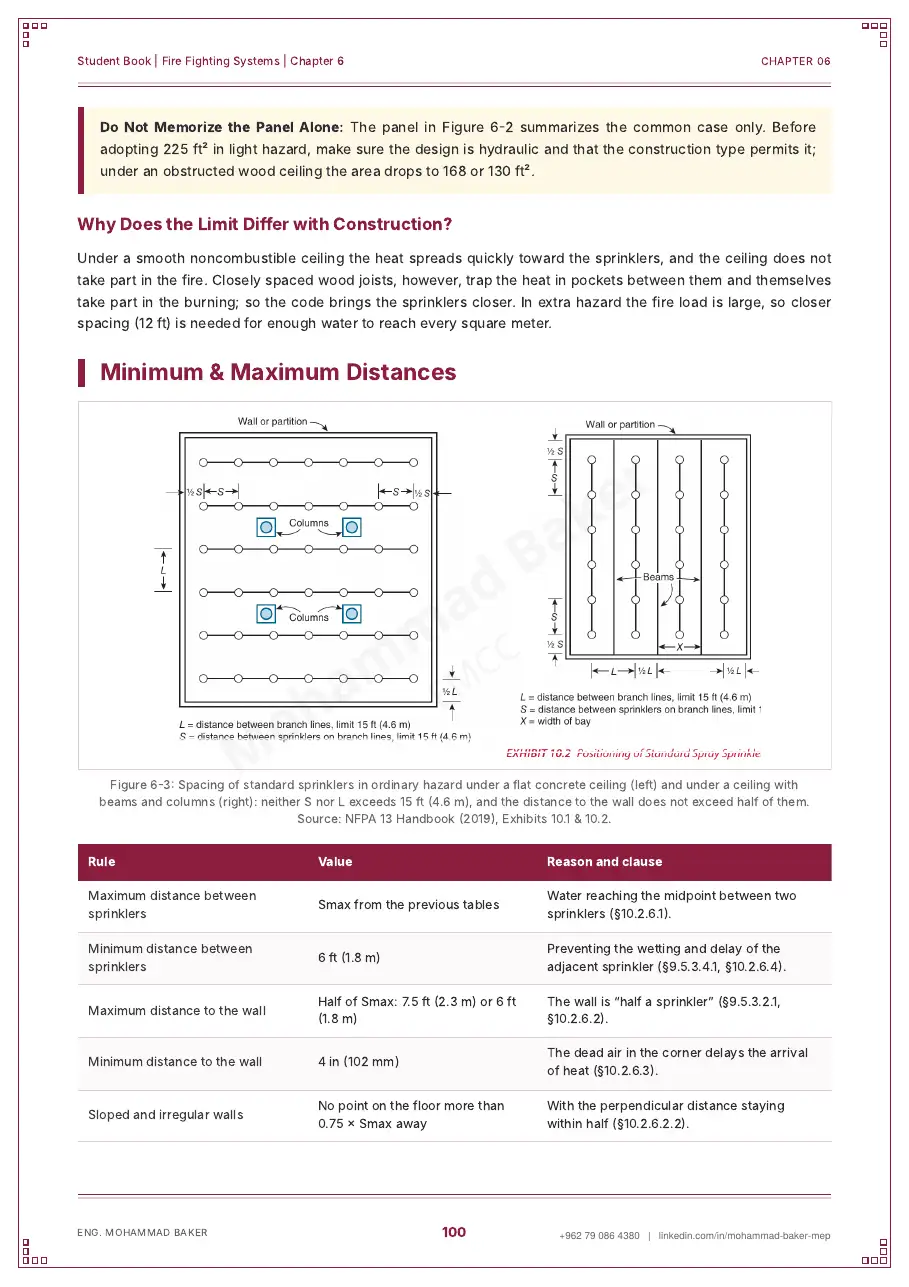 Student Book | Fire Fighting Systems | Chapter 6
CHAPTER 06
Do Not Memorize the Panel Alone: The panel in Figure 6-2 summarizes the common case only. Before
adopting 225 ft² in light hazard, make sure the design is hydraulic and that the construction type permits it;
under an obstructed wood ceiling the area drops to 168 or 130 ft².
Why Does the Limit Differ with Construction?
Under a smooth noncombustible ceiling the heat spreads quickly toward the sprinklers, and the ceiling does not
take part in the fire. Closely spaced wood joists, however, trap the heat in pockets between them and themselves
take part in the burning; so the code brings the sprinklers closer. In extra hazard the fire load is large, so closer
spacing (12 ft) is needed for enough water to reach every square meter.
Minimum & Maximum Distances
Wall or partition
½ S
S
S
½ S
Columns
L
Columns
½ L
L = distance between branch lines, limit 15 ft (4.6 m)
S = distance between sprinklers on branch lines, limit 15 ft (4.6 m)
Wall or partition
½ S
S
Beams
S
½ S
X
L
½ L
½ L
L = distance between branch lines, limit 15 ft (4.6 m)
S = distance between sprinklers on branch lines, limit 1
X = width of bay
EXHIBIT 10.2 Positioning of Standard Spray Sprinkle
Mohammad Baker
MCC
Figure 6-3: Spacing of standard sprinklers in ordinary hazard under a flat concrete ceiling (left) and under a ceiling with
beams and columns (right): neither S nor L exceeds 15 ft (4.6 m), and the distance to the wall does not exceed half of them.
Source: NFPA 13 Handbook (2019), Exhibits 10.1 & 10.2.
Rule
Value
Reason and clause
Maximum distance between
sprinklers
Smax from the previous tables
Water reaching the midpoint between two
sprinklers (§10.2.6.1).
Minimum distance between
sprinklers
6 ft (1.8 m)
Preventing the wetting and delay of the
adjacent sprinkler (§9.5.3.4.1, §10.2.6.4).
Maximum distance to the wall
Half of Smax: 7.5 ft (2.3 m) or 6 ft
(1.8 m)
The wall is “half a sprinkler” (§9.5.3.2.1,
§10.2.6.2).
Minimum distance to the wall
4 in (102 mm)
The dead air in the corner delays the arrival
of heat (§10.2.6.3).
Sloped and irregular walls
No point on the floor more than
0.75 × Smax away
With the perpendicular distance staying
within half (§10.2.6.2.2).
ENG. MOHAMMAD BAKER
100
+962 79 086 4380 | linkedin.com/in/mohammad-baker-mep